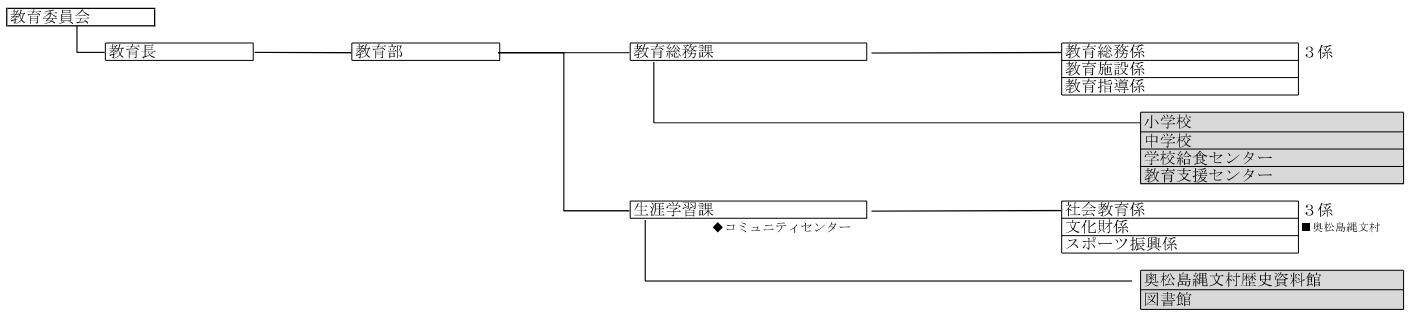 教育委員会
教育長
教育部
教育総務課
教育総務係
3係
教育施設係
教育指導係
小学校
中学校
学校給食センター
教育支援センター
生涯学習課
◆コミュニティセンター
社会教育係
3係
文化財係
■奥松島縄文村
スポーツ振興係
奥松島縄文村歴史資料館
図書館